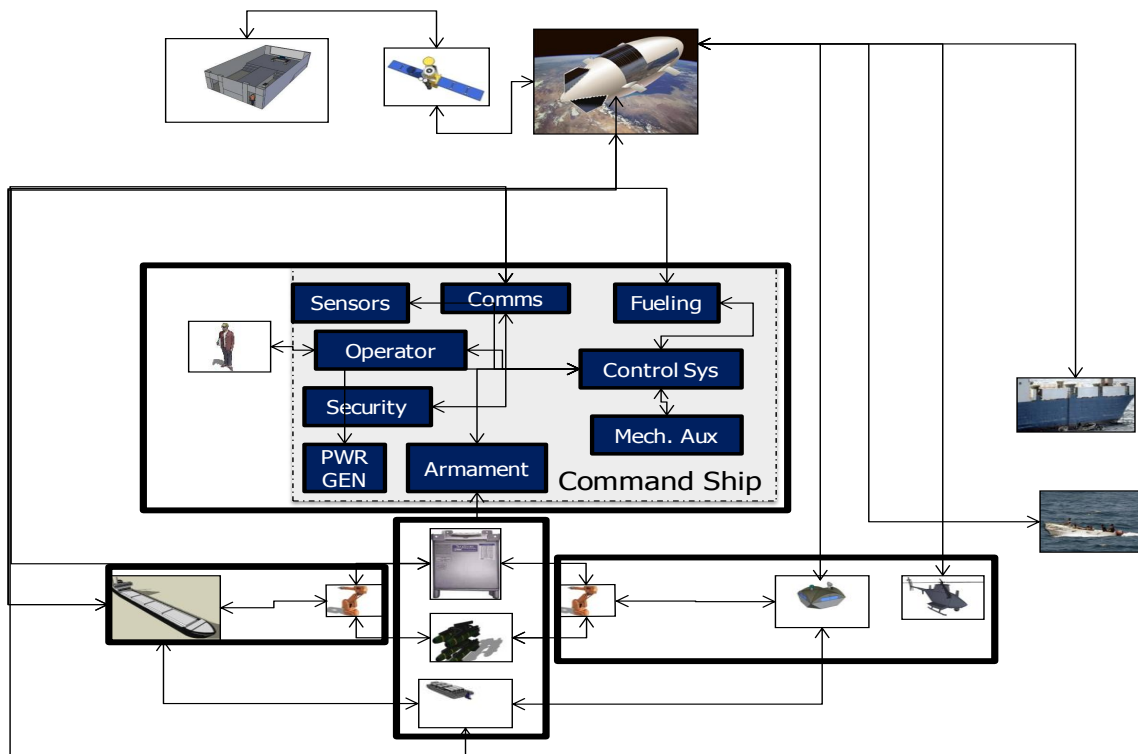 Sensors
Comms
Fueling
Operator
Control Sys
Security
Mech. Aux
PWR
GEN
Armament
Command Ship